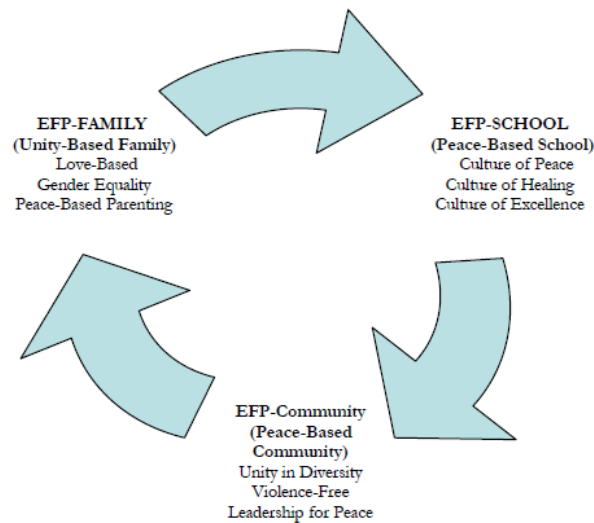 EFP-FAMILY
(Unity-Based Family)
Love-Based
Gender Equality
Peace-Based Parenting
EFP-SCHOOL
(Peace-Based School)
Culture of Peace
Culture of Healing
Culture of Excellence
EFP-Community
(Peace-Based
Community)
Unity in Diversity
Violence-Free
Leadership for Peace